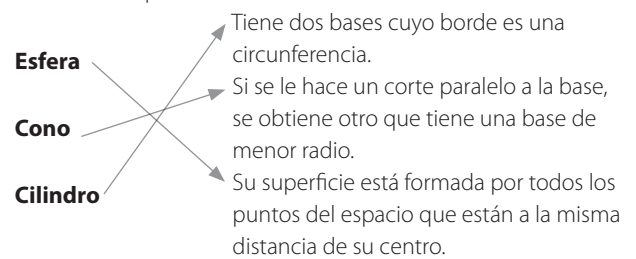 Tiene dos bases cuyo borde es una
circunferencia.
Esfera
Si se le hace un corte paralelo a la base,
se obtiene otro que tiene una base de
menor radio.
Cono
Su superficie está formada por todos los
puntos del espacio que están a la misma
distancia de su centro.
Cilindro